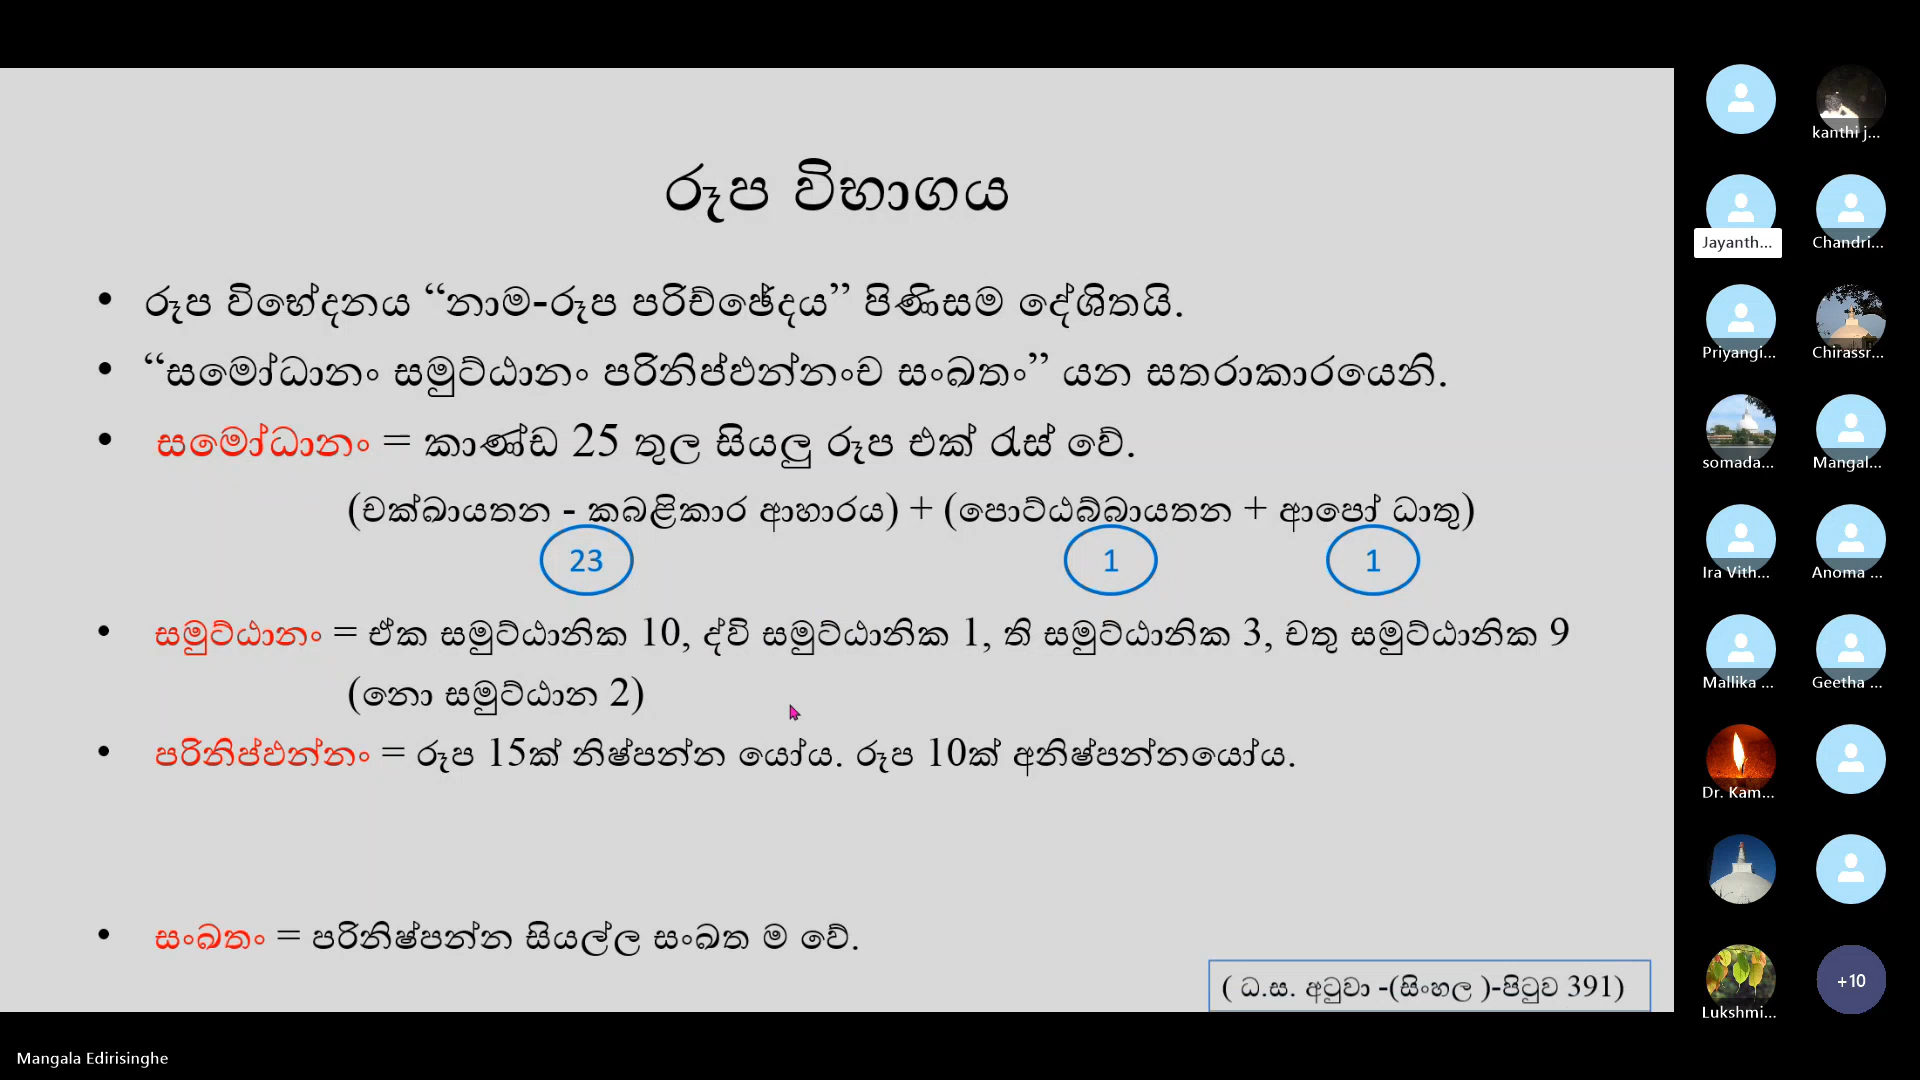 රූප විභාගය
• රූප විභේදනය “නාම-රූප පරිච්ඡේදය” පිණිසම දේශිතයි.
• “සමෝධානං සමුට්ඨානං පරිනිප්ඵන්නංච සංඛතං” යන සතරාකාරයෙනි.
• සමෝධානං = කාණ්ඩ 25 තුල සියලු රූප එක් රැස් වේ.
(චක්ඛායතන - කබළිකාර ආහාරය) + (පොට්ඨබ්බායතන + ආපෝ ධාතු)
23 1 1
• සමුට්ඨානං = ඒක සමුට්ඨානික 10, ද්වි සමුට්ඨානික 1, ති සමුට්ඨානික 3, චතු සමුට්ඨානික 9
(නො සමුට්ඨාන 2)
• පරිනිප්ඵන්නං = රූප 15ක් නිෂ්පන්න යෝය. රූප 10ක් අනිෂ්පන්නයෝය.
• සංඛතං = පරිනිෂ්පන්න සියල්ල සංඛත ම වේ.
( ධ.ස. අටුවා -(සිංහල )-පිටුව 391)
kanthi j...
Jayanth...
Chandri...
Priyangi...
Chirassr...
somada...
Mangal...
Ira Vith...
Anoma ...
Mallika ...
Geetha ...
Dr. Kam...
Lukshmi...
+10
Mangala Edirisinghe